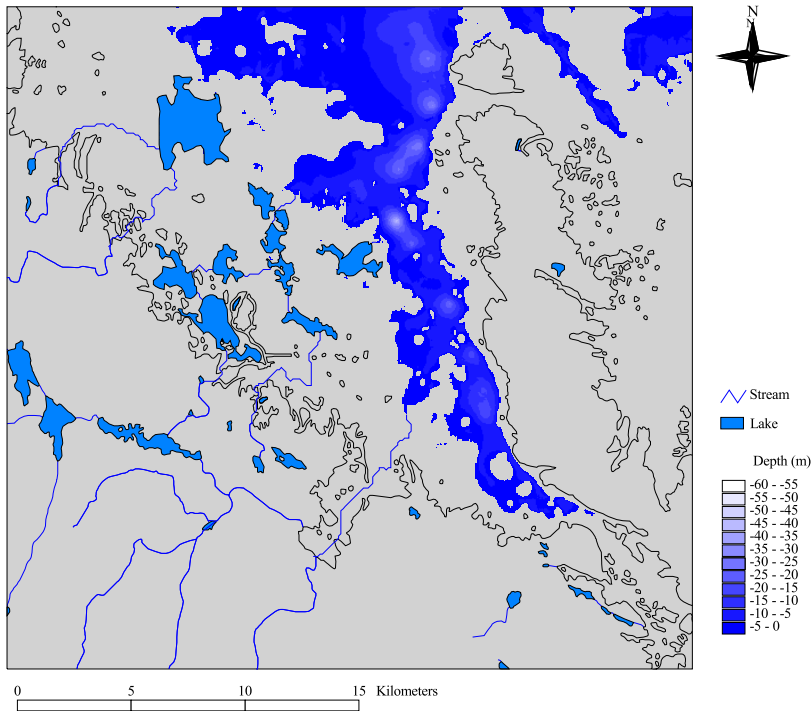 N
N
Stream
Lake
Depth (m)
-60 - -55
-55 - -50
-50 - -45
-45 - -40
-40 - -35
-35 - -30
-30 - -25
-25 - -20
-20 - -15
-15 - -10
-10 - -5
-5 - 0
0 5 10 15 Kilometers